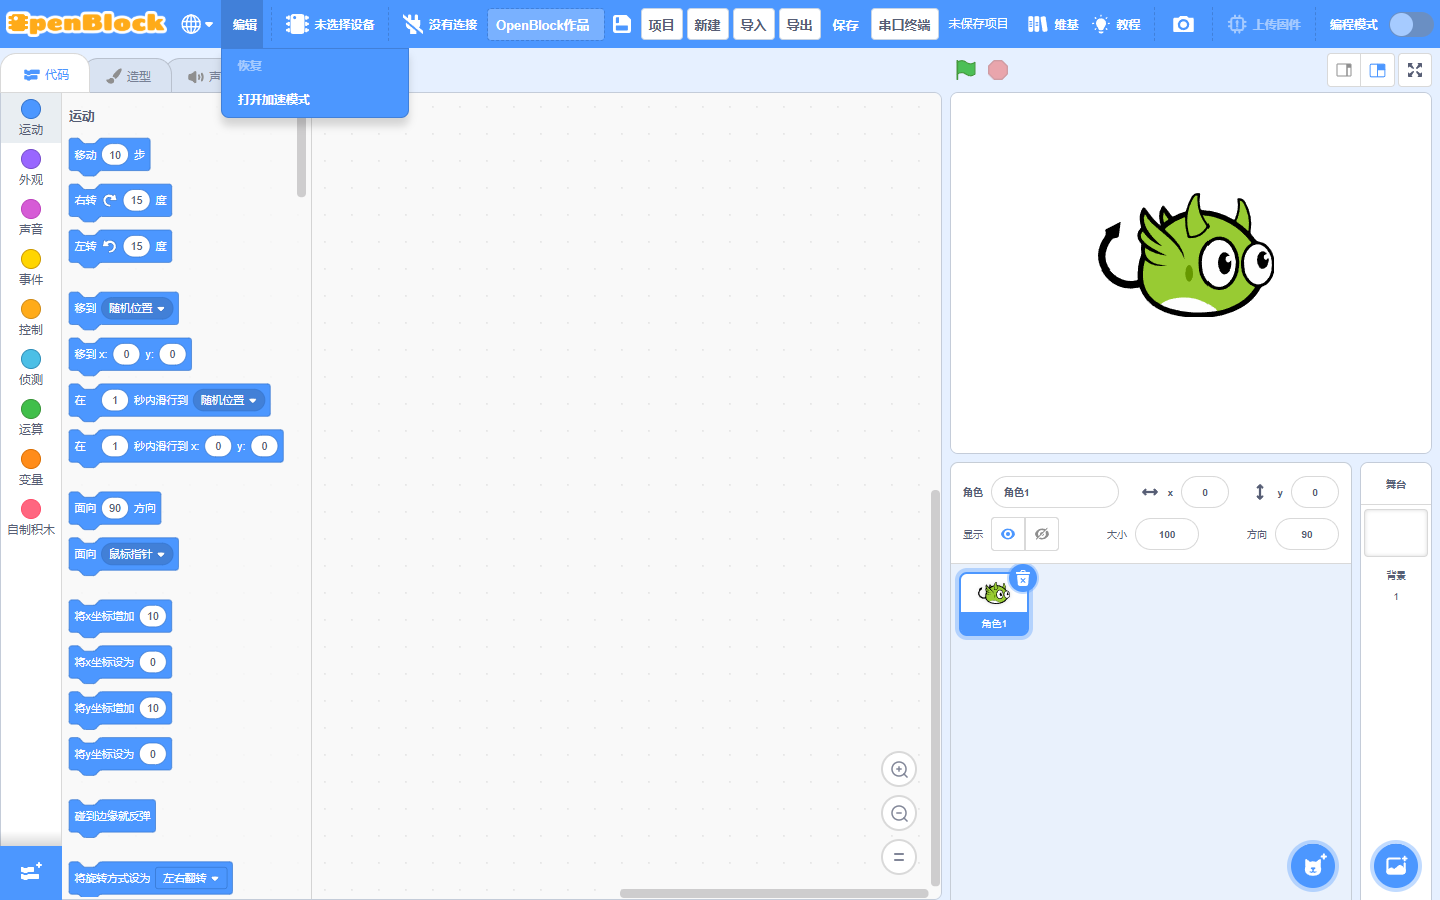 OpenBlock
编辑
未选择设备
没有连接
OpenBlock作品
项目
新建
导入
导出
保存
串口终端
未保存项目
维基
教程
上传固件
编程模式
恢复
打开加速模式
代码
造型
声
运动
外观
声音
事件
控制
侦测
运算
变量
自制积木
运动
移动 10 步
右转 15 度
左转 15 度
移到 随机位置
移到 x: 0 y: 0
在 1 秒内滑行到 随机位置
在 1 秒内滑行到 x: 0 y: 0
面向 90 方向
面向 鼠标指针
将x坐标增加 10
将x坐标设为 0
将y坐标增加 10
将y坐标设为 0
碰到边缘就反弹
将旋转方式设为 左右翻转
角色 角色1 x 0 y 0
显示 大小 100 方向 90
角色1
舞台
背景
1